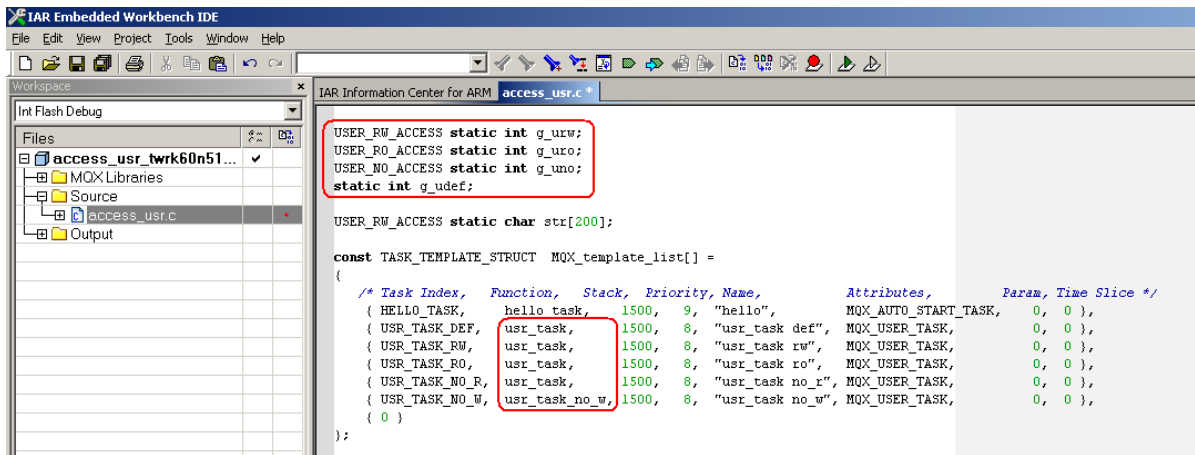 IAR Embedded Workbench IDE
File Edit View Project Tools Window Help
Workspace
IAR Information Center for ARM access_usr.c *
Int Flash Debug
Files
access_usr_twrk60n51...
MQX Libraries
Source
access_usr.c
Output
USER_RW_ACCESS static int g_urw;
USER_RO_ACCESS static int g_uro;
USER_NO_ACCESS static int g_uno;
static int g_udef;
USER_RW_ACCESS static char str[200];
const TASK_TEMPLATE_STRUCT MQX_template_list[] =
{
/* Task Index, Function, Stack, Priority, Name, Attributes, Param, Time Slice */
{ HELLO_TASK, hello_task, 1500, 9, "hello", MQX_AUTO_START_TASK, 0, 0 },
{ USR_TASK_DEF, usr_task, 1500, 8, "usr_task def", MQX_USER_TASK, 0, 0 },
{ USR_TASK_RW, usr_task, 1500, 8, "usr_task rw", MQX_USER_TASK, 0, 0 },
{ USR_TASK_RO, usr_task, 1500, 8, "usr_task ro", MQX_USER_TASK, 0, 0 },
{ USR_TASK_NO_R, usr_task, 1500, 8, "usr_task no_r", MQX_USER_TASK, 0, 0 },
{ USR_TASK_NO_W, usr_task_no_w, 1500, 8, "usr_task no_w", MQX_USER_TASK, 0, 0 },
{ 0 }
};